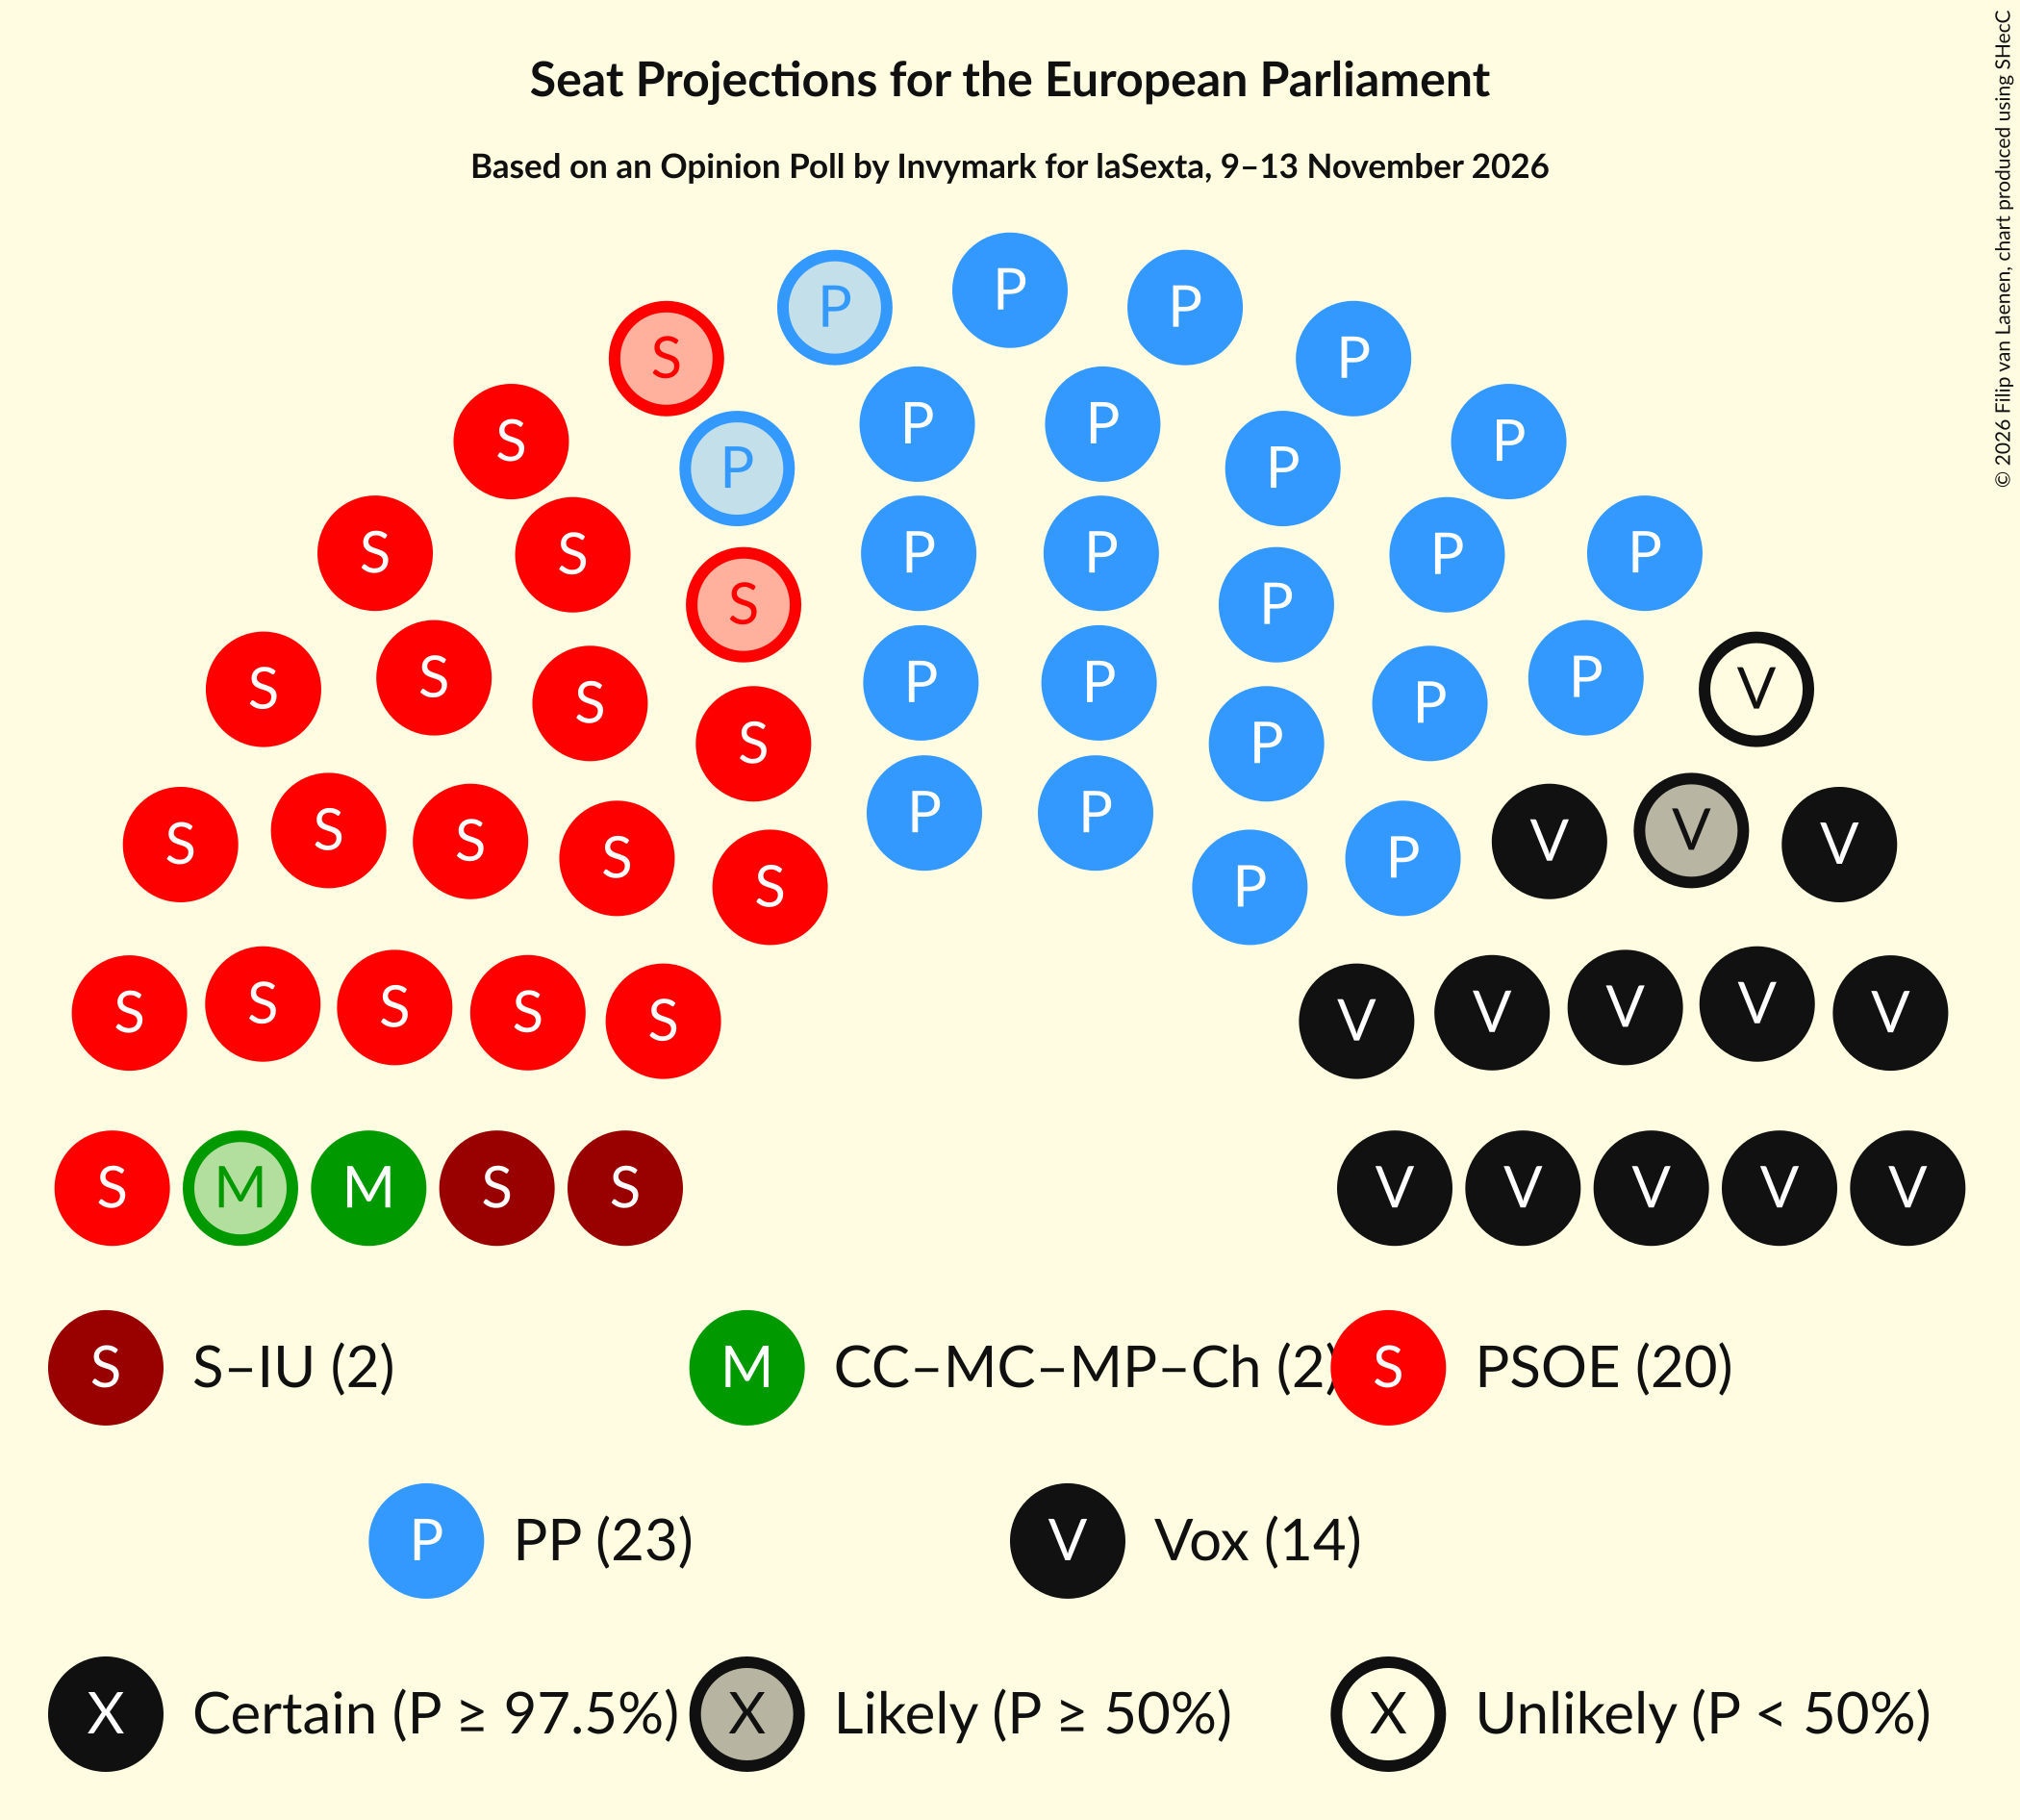 © 2026 Filip van Laenen, chart produced using SHecC
Seat Projections for the European Parliament
Based on an Opinion Poll by Invymark for laSexta, 9–13 November 2026
P
P P
S P
P P
S P
P P
S S P P P P
S P
S S S P P P P V
S P
P P
S S S S P V V V
S P
S S S S S V V V V V
S M M S S V V V V V
S S–IU (2) M CC–MC–MP–Ch (2) S PSOE (20)
P PP (23) V Vox (14)
X Certain (P ≥ 97.5%) X Likely (P ≥ 50%) X Unlikely (P < 50%)